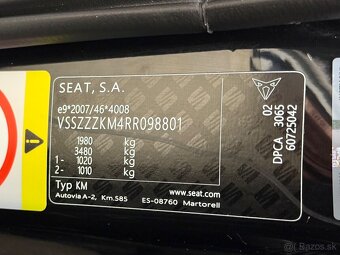 SEAT, S.A.
e9*2007/46*4008
VSSZZZKM4RR098801
1980 kg
3480 kg
1- 1020 kg
2- 1010 kg
Typ KM
www.seat.com
Autovia A-2, Km.585 ES-08760 Martorell
02
DPCA 3065
60725042
bazos.sk